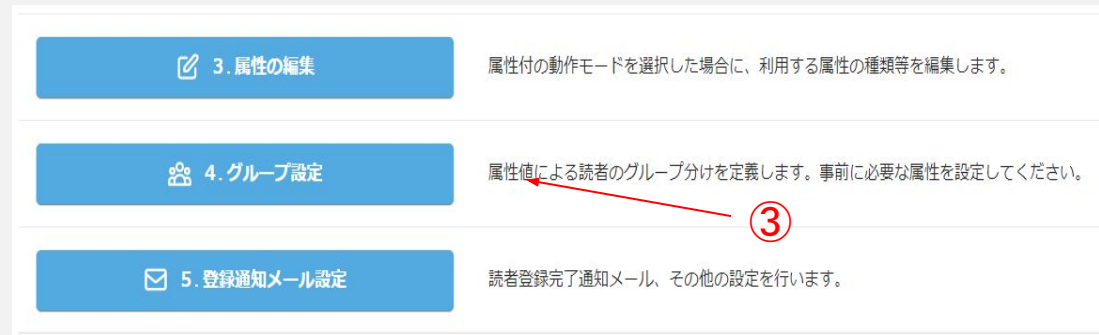 3.属性の編集
属性付の動作モードを選択した場合に、利用する属性の種類等を編集します。
4.グループ設定
属性値による読者のグループ分けを定義します。事前に必要な属性を設定してください。
③
5.登録通知メール設定
読者登録完了通知メール、その他の設定を行います。